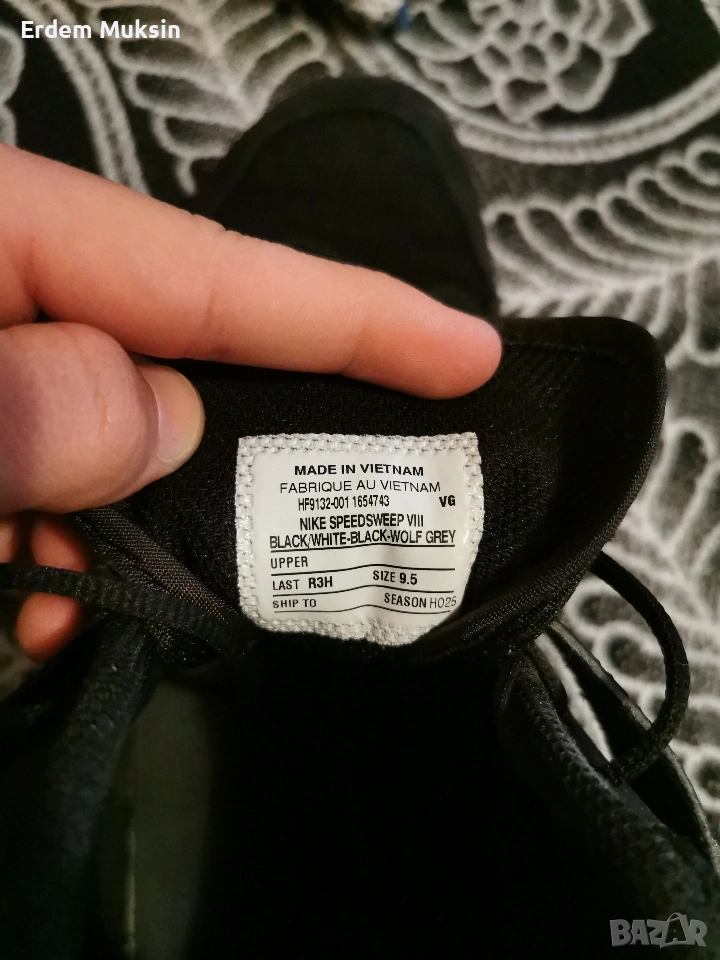 Erdem Muksin
MADE IN VIETNAM
FABRIQUE AU VIETNAM
HF9132-001 1654743 VG
NIKE SPEEDSWEEP VIII
BLACK/WHITE-BLACK-WOLF GREY
UPPER
LAST R3H SIZE 9.5
SHIP TO SEASON HO25
BAZAR